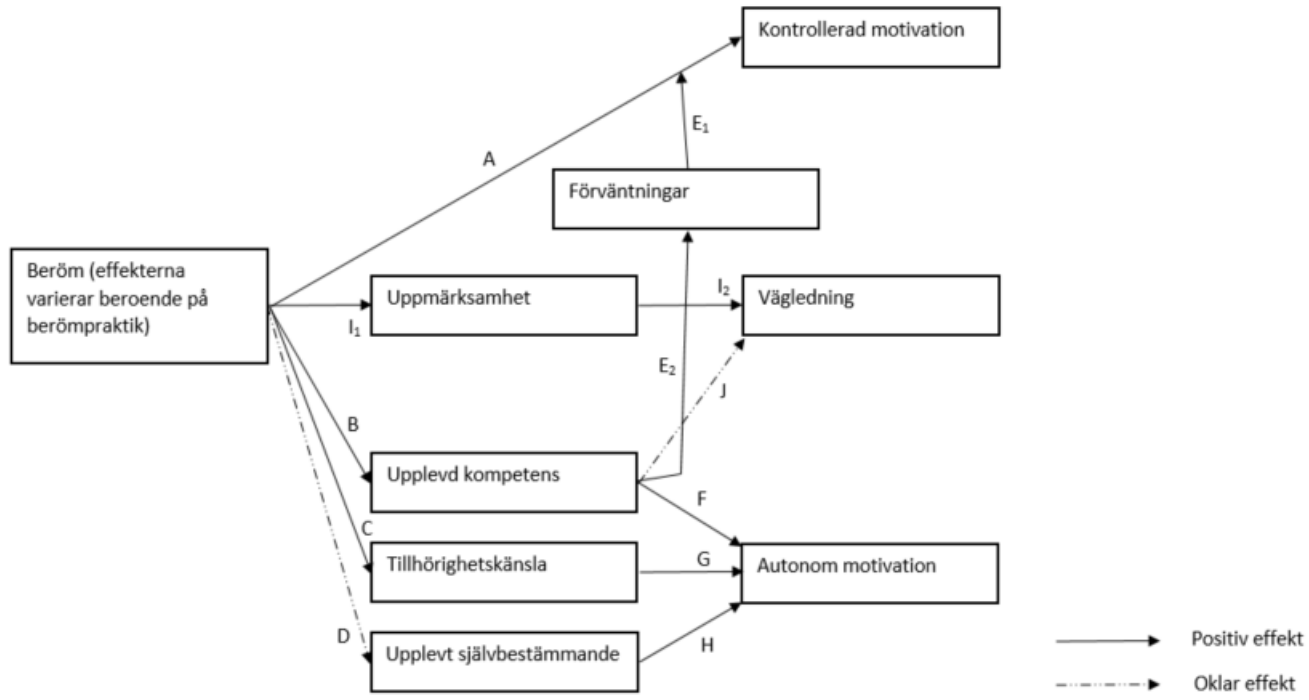 Kontrollerad motivation
E₁
A
Förväntningar
Beröm (effekterna
varierar beroende på
berömpraktik)
Uppmärksamhet
I₁
I₂
Vägledning
E₂
J
B
Upplevd kompetens
F
C
Tillhörighetskänsla
G
Autonom motivation
D
Upplevt självbestämmande
H
Positiv effekt
Oklar effekt